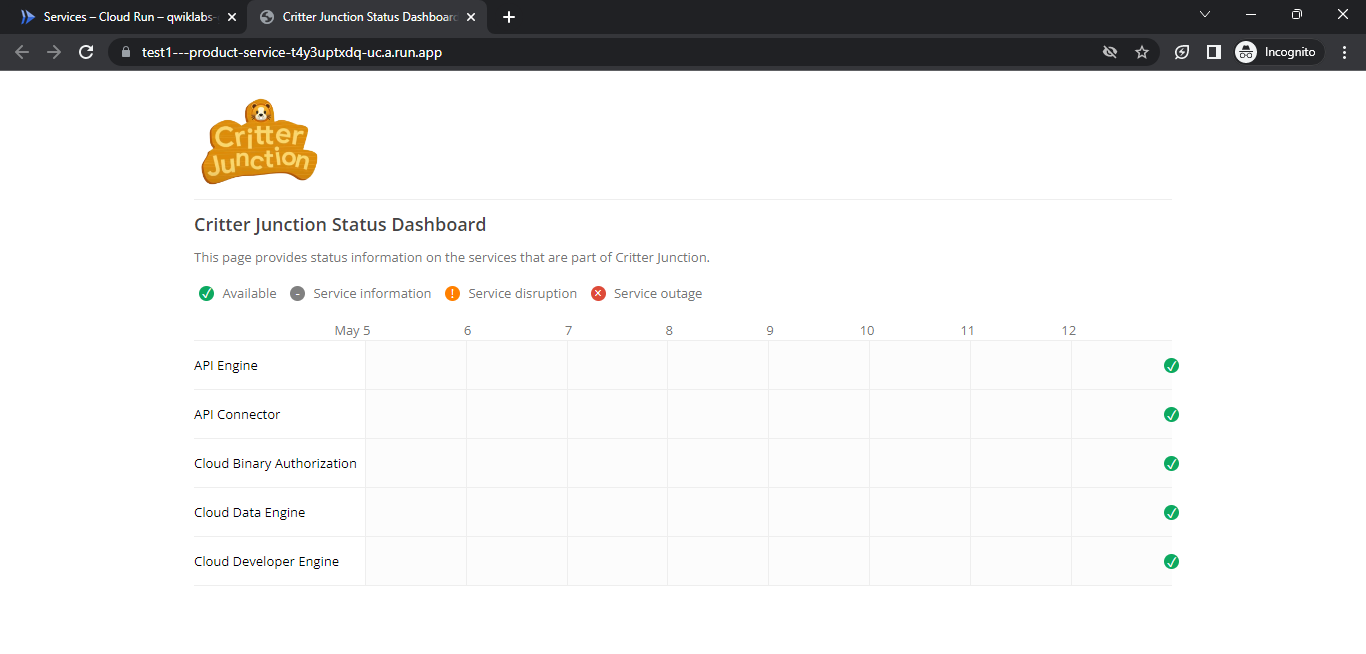 Services – Cloud Run – qwiklabs-
Critter Junction Status Dashboard
test1---product-service-t4y3uptxdq-uc.a.run.app
Incognito
Critter
Junction
Critter Junction Status Dashboard
This page provides status information on the services that are part of Critter Junction.
Available Service information Service disruption Service outage
May 5 6 7 8 9 10 11 12
API Engine
API Connector
Cloud Binary Authorization
Cloud Data Engine
Cloud Developer Engine